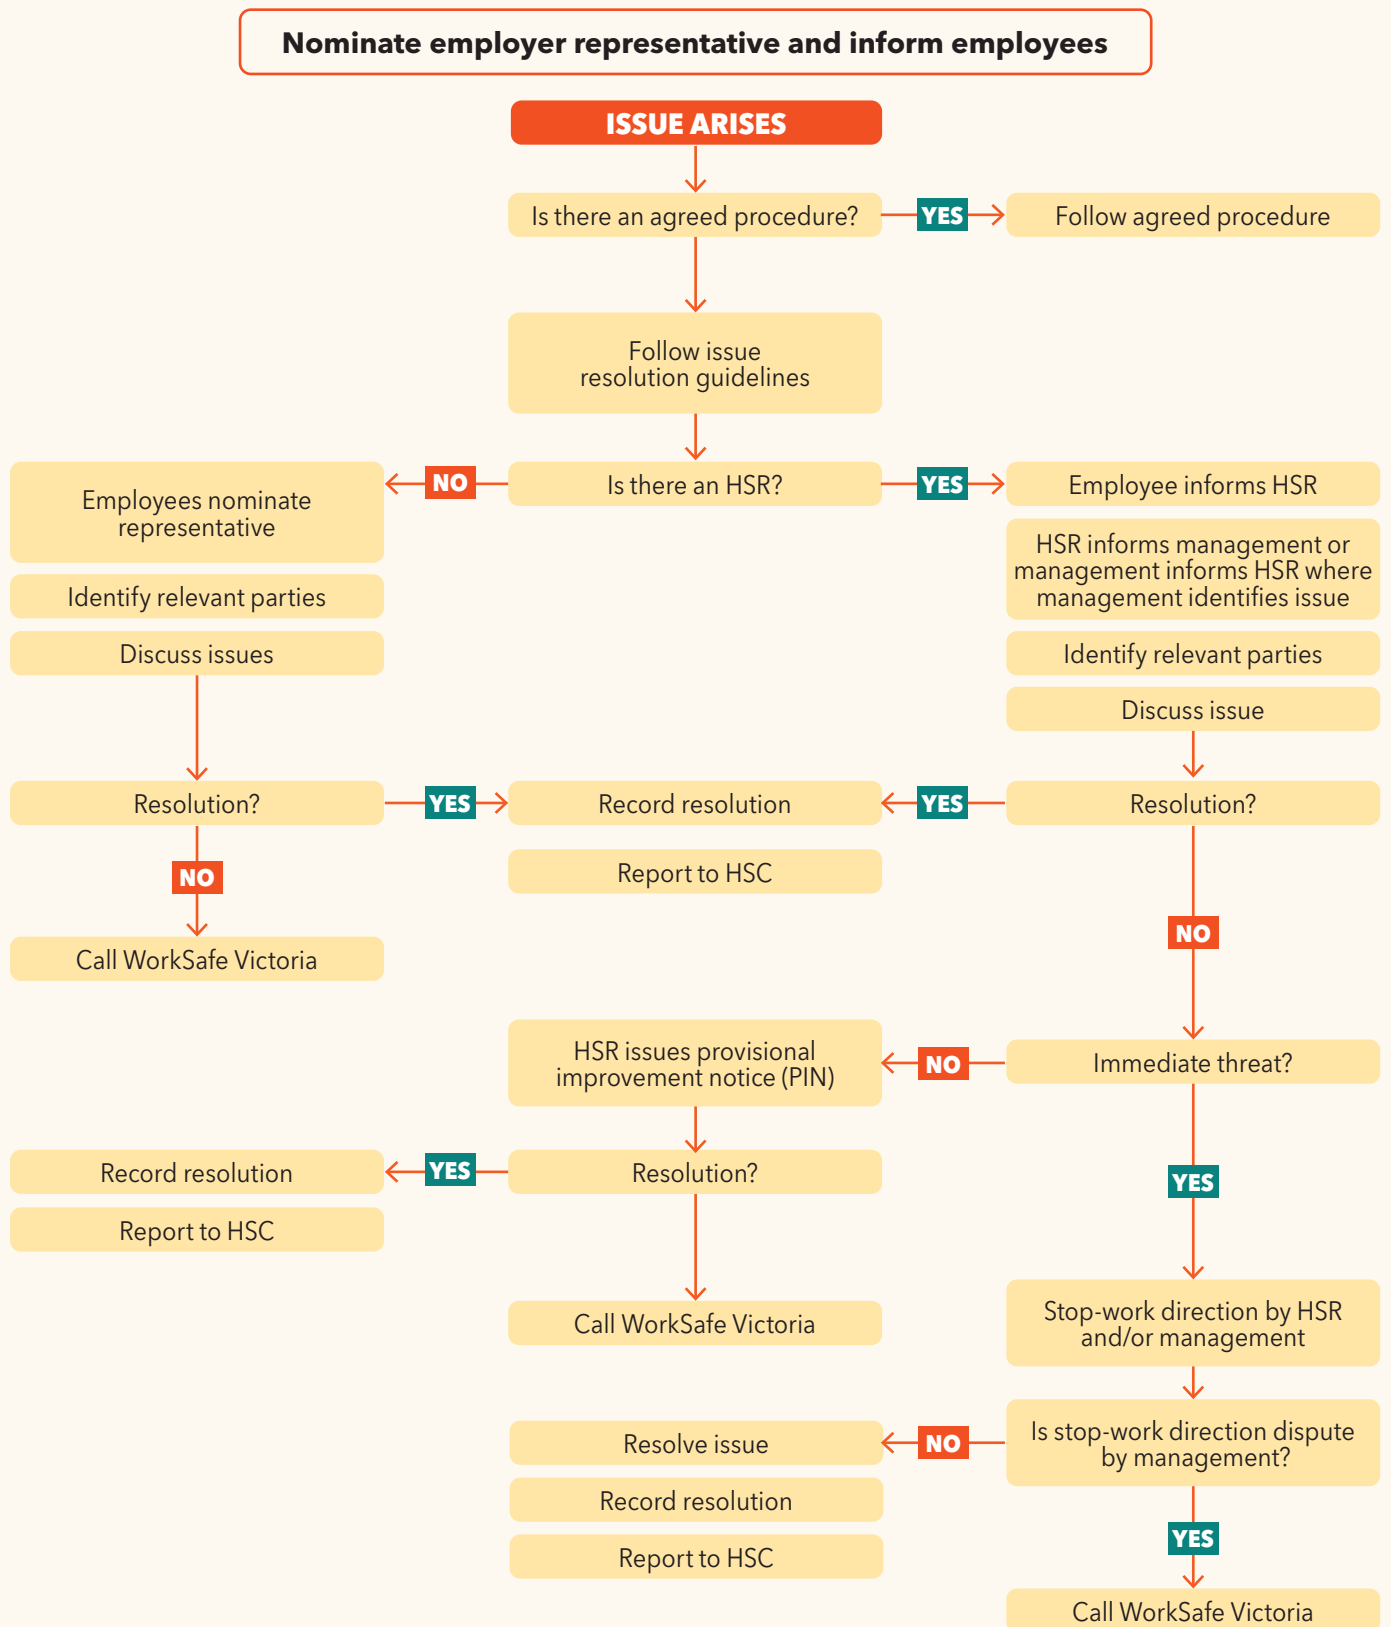 Nominate employer representative and inform employees
ISSUE ARISES
Is there an agreed procedure?
YES
Follow agreed procedure
Follow issue
resolution guidelines
Is there an HSR?
NO
Employees nominate
representative
Identify relevant parties
Discuss issues
YES
Employee informs HSR
HSR informs management or
management informs HSR where
management identifies issue
Identify relevant parties
Discuss issue
Resolution?
YES
Record resolution
YES
Resolution?
Report to HSC
NO
Call WorkSafe Victoria
NO
Immediate threat?
NO
HSR issues provisional
improvement notice (PIN)
Resolution?
YES
Record resolution
Report to HSC
Call WorkSafe Victoria
YES
Stop-work direction by HSR
and/or management
Is stop-work direction dispute
by management?
NO
Resolve issue
Record resolution
Report to HSC
YES
Call WorkSafe Victoria